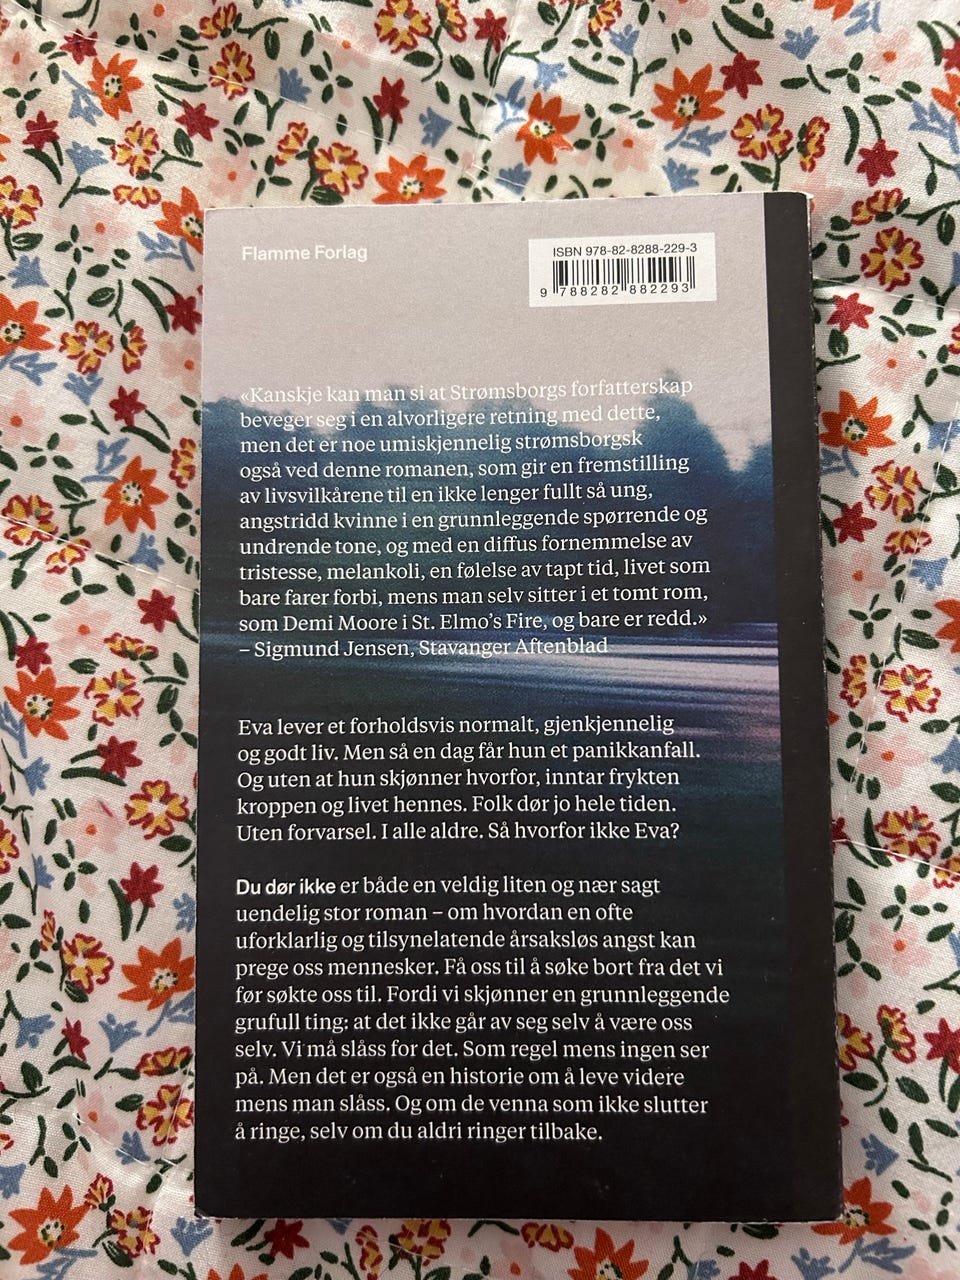 Flamme Forlag
ISBN 978-82-8288-229-3
9 788282 882293
«Kanskje kan man si at Strømsborgs forfatterskap
beveger seg i en alvorligere retning med dette,
men det er noe umiskjennelig strømsborgsk
også ved denne romanen, som gir en fremstilling
av livsvilkårene til en ikke lenger fullt så ung,
angstridd kvinne i en grunnleggende spørrende og
undrende tone, og med en diffus fornemmelse av
tristesse, melankoli, en følelse av tapt tid, livet som
bare farer forbi, mens man selv sitter i et tomt rom,
som Demi Moore i St. Elmo's Fire, og bare er redd.»
– Sigmund Jensen, Stavanger Aftenblad
Eva lever et forholdsvis normalt, gjenkjennelig
og godt liv. Men så en dag får hun et panikkanfall.
Og uten at hun skjønner hvorfor, inntar frykten
kroppen og livet hennes. Folk dør jo hele tiden.
Uten forvarsel. I alle aldre. Så hvorfor ikke Eva?
Du dør ikke er både en veldig liten og nær sagt
uendelig stor roman – om hvordan en ofte
uforklarlig og tilsynelatende årsaksløs angst kan
prege oss mennesker. Få oss til å søke bort fra det vi
før søkte oss til. Fordi vi skjønner en grunnleggende
grufull ting: at det ikke går av seg selv å være oss
selv. Vi må slåss for det. Som regel mens ingen ser
på. Men det er også en historie om å leve videre
mens man slåss. Og om de venna som ikke slutter
å ringe, selv om du aldri ringer tilbake.